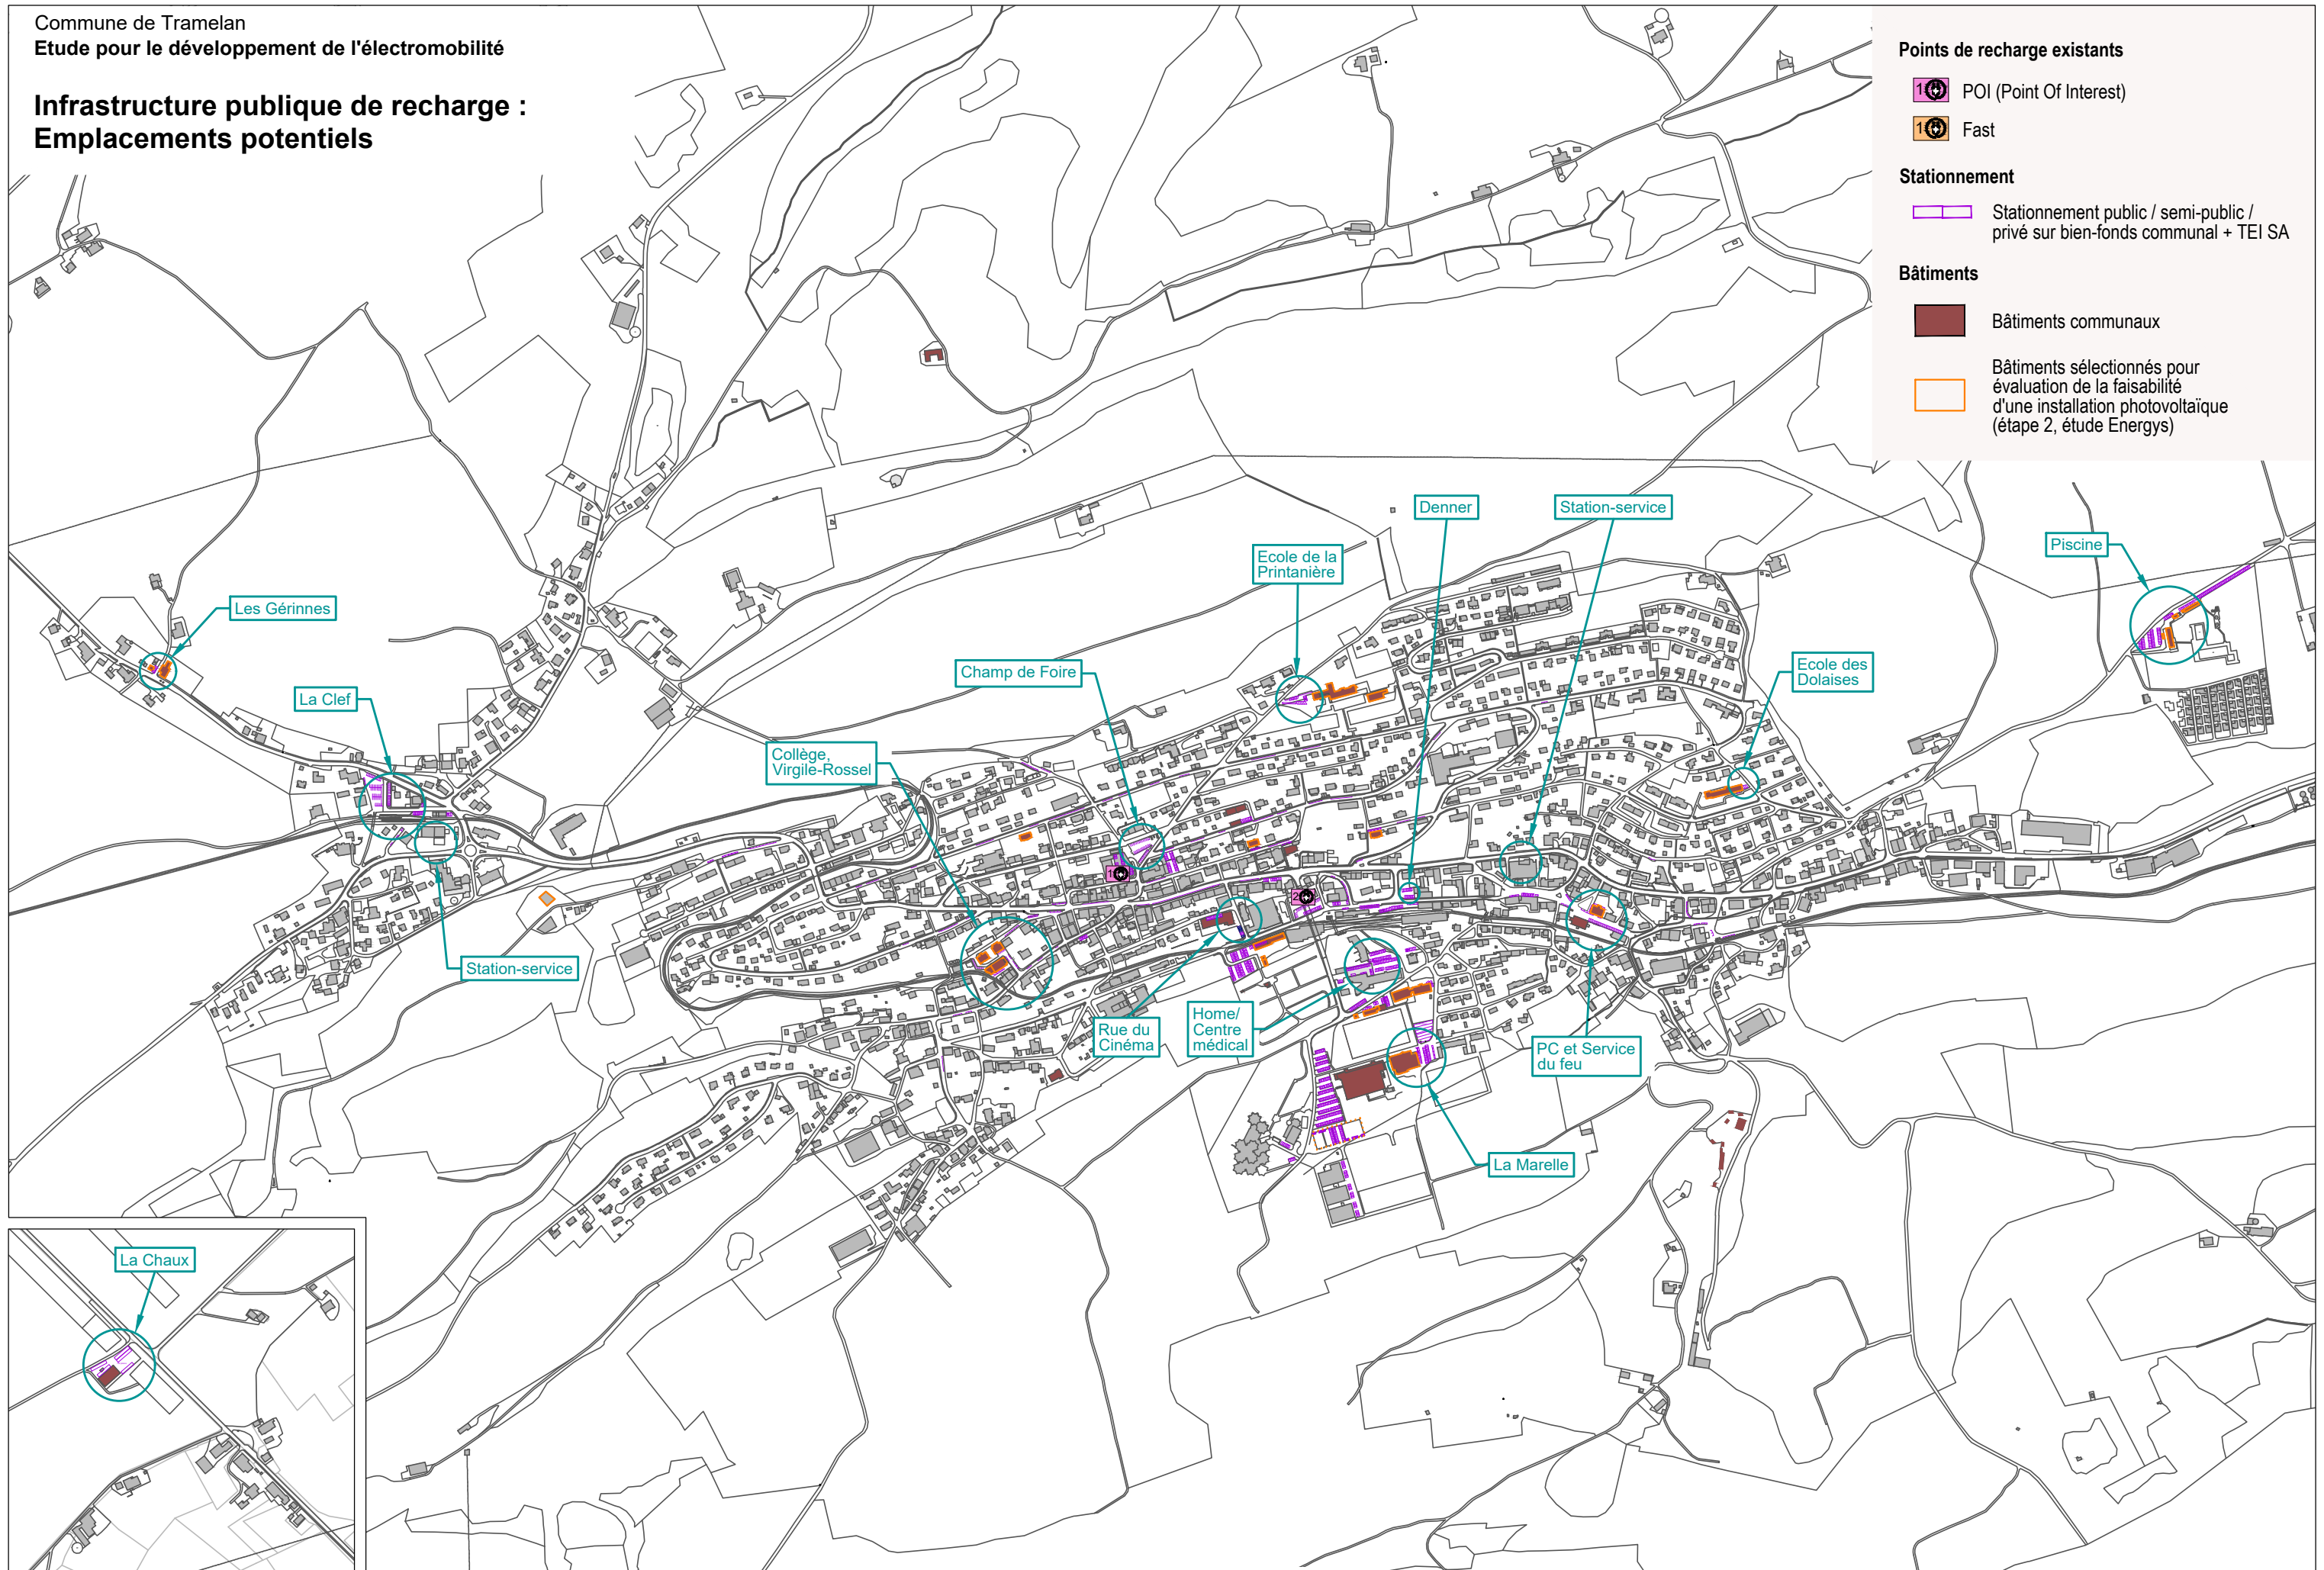 Commune de Tramelan
Etude pour le développement de l'électromobilité
Infrastructure publique de recharge :
Emplacements potentiels
Points de recharge existants
POI (Point Of Interest)
Fast
Stationnement
Stationnement public / semi-public /
privé sur bien-fonds communal + TEI SA
Bâtiments
Bâtiments communaux
Bâtiments sélectionnés pour
évaluation de la faisabilité
d'une installation photovoltaïque
(étape 2, étude Energys)
Denner
Station-service
Piscine
Ecole de la
Printanière
Les Gérinnes
Champ de Foire
Ecole des
Dolaises
La Clef
Collège,
Virgile-Rossel
1
2
Station-service
Rue du
Cinéma
Home/
Centre
médical
PC et Service
du feu
La Marelle
La Chaux